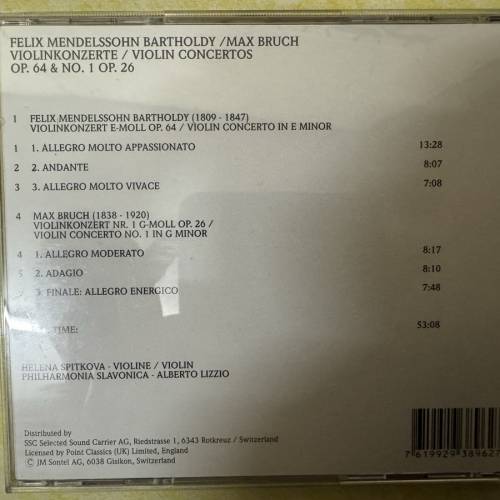 FELIX MENDELSSOHN BARTHOLDY /MAX BRUCH
VIOLINKONZERTE / VIOLIN CONCERTOS
OP. 64 & NO. 1 OP. 26
1 FELIX MENDELSSOHN BARTHOLDY (1809 - 1847)
VIOLINKONZERT E-MOLL OP. 64 / VIOLIN CONCERTO IN E MINOR
1 1. ALLEGRO MOLTO APPASSIONATO 13:28
2 2. ANDANTE 8:07
3 3. ALLEGRO MOLTO VIVACE 7:08
4 MAX BRUCH (1838 - 1920)
VIOLINKONZERT NR. 1 G-MOLL OP. 26 /
VIOLIN CONCERTO NO. 1 IN G MINOR
4 1. ALLEGRO MODERATO 8:17
5 2. ADAGIO 8:10
3. FINALE: ALLEGRO ENERGICO 7:48
TIME: 53:08
HELENA SPITKOVA - VIOLINE / VIOLIN
PHILHARMONIA SLAVONICA - ALBERTO LIZZIO
Distributed by
SSC Selected Sound Carrier AG, Riedstrasse 1, 6343 Rotkreuz / Switzerland
Licensed by Point Classics (UK) Limited, England
© JM Sontel AG, 6038 Gisikon, Switzerland
7 619929 389627